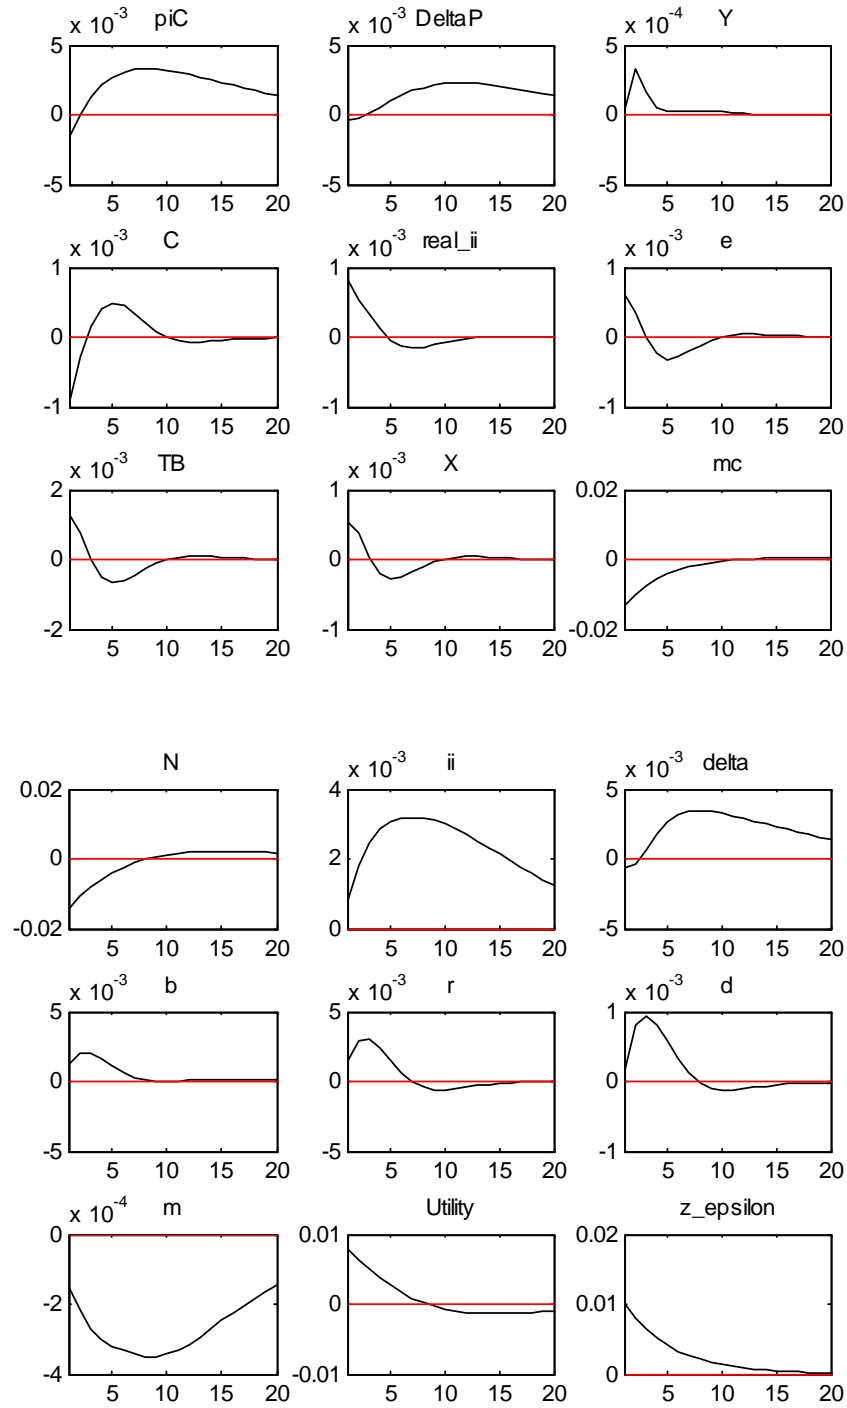 x 10^-3 piC x 10^-3 DeltaP x 10^-4 Y
5 5 5
0 0 0
-5 -5 -5
5 10 15 20 5 10 15 20 5 10 15 20
x 10^-3 C x 10^-3 real_ii x 10^-3 e
1 1 1
0 0 0
-1 -1 -1
5 10 15 20 5 10 15 20 5 10 15 20
x 10^-3 TB x 10^-3 X mc
2 1 0.02
0 0 0
-2 -1 -0.02
5 10 15 20 5 10 15 20 5 10 15 20
N x 10^-3 ii x 10^-3 delta
0.02 4 5
0 2 0
-0.02 0 -5
5 10 15 20 5 10 15 20 5 10 15 20
x 10^-3 b x 10^-3 r x 10^-3 d
5 5 1
0 0 0
-5 -5 -1
5 10 15 20 5 10 15 20 5 10 15 20
x 10^-4 m Utility z_epsilon
0 0.01 0.02
-2 0 0.01
-4 -0.01 0
5 10 15 20 5 10 15 20 5 10 15 20